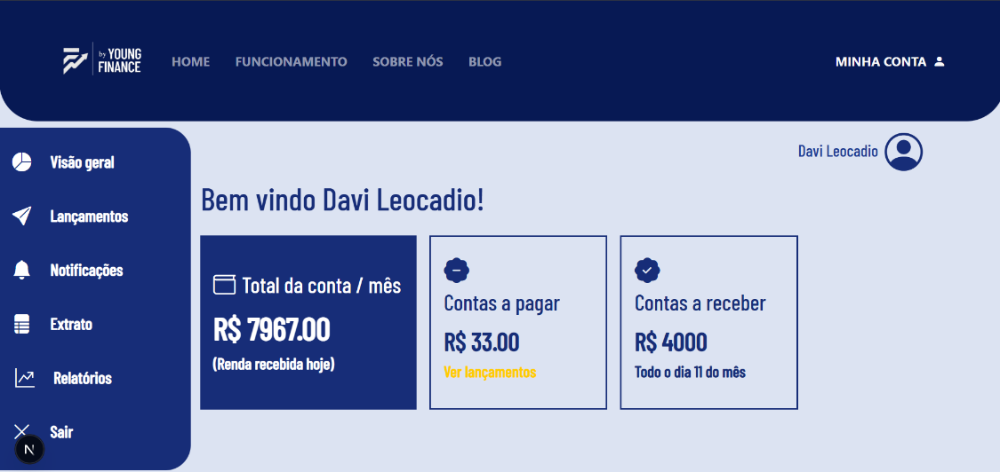 by YOUNG
FINANCE
HOME FUNCIONAMENTO SOBRE NÓS BLOG
MINHA CONTA
Visão geral
Lançamentos
Notificações
Extrato
Relatórios
Sair
N
Davi Leocadio
Bem vindo Davi Leocadio!
Total da conta / mês
R$ 7967.00
(Renda recebida hoje)
Contas a pagar
R$ 33.00
Ver lançamentos
Contas a receber
R$ 4000
Todo o dia 11 do mês